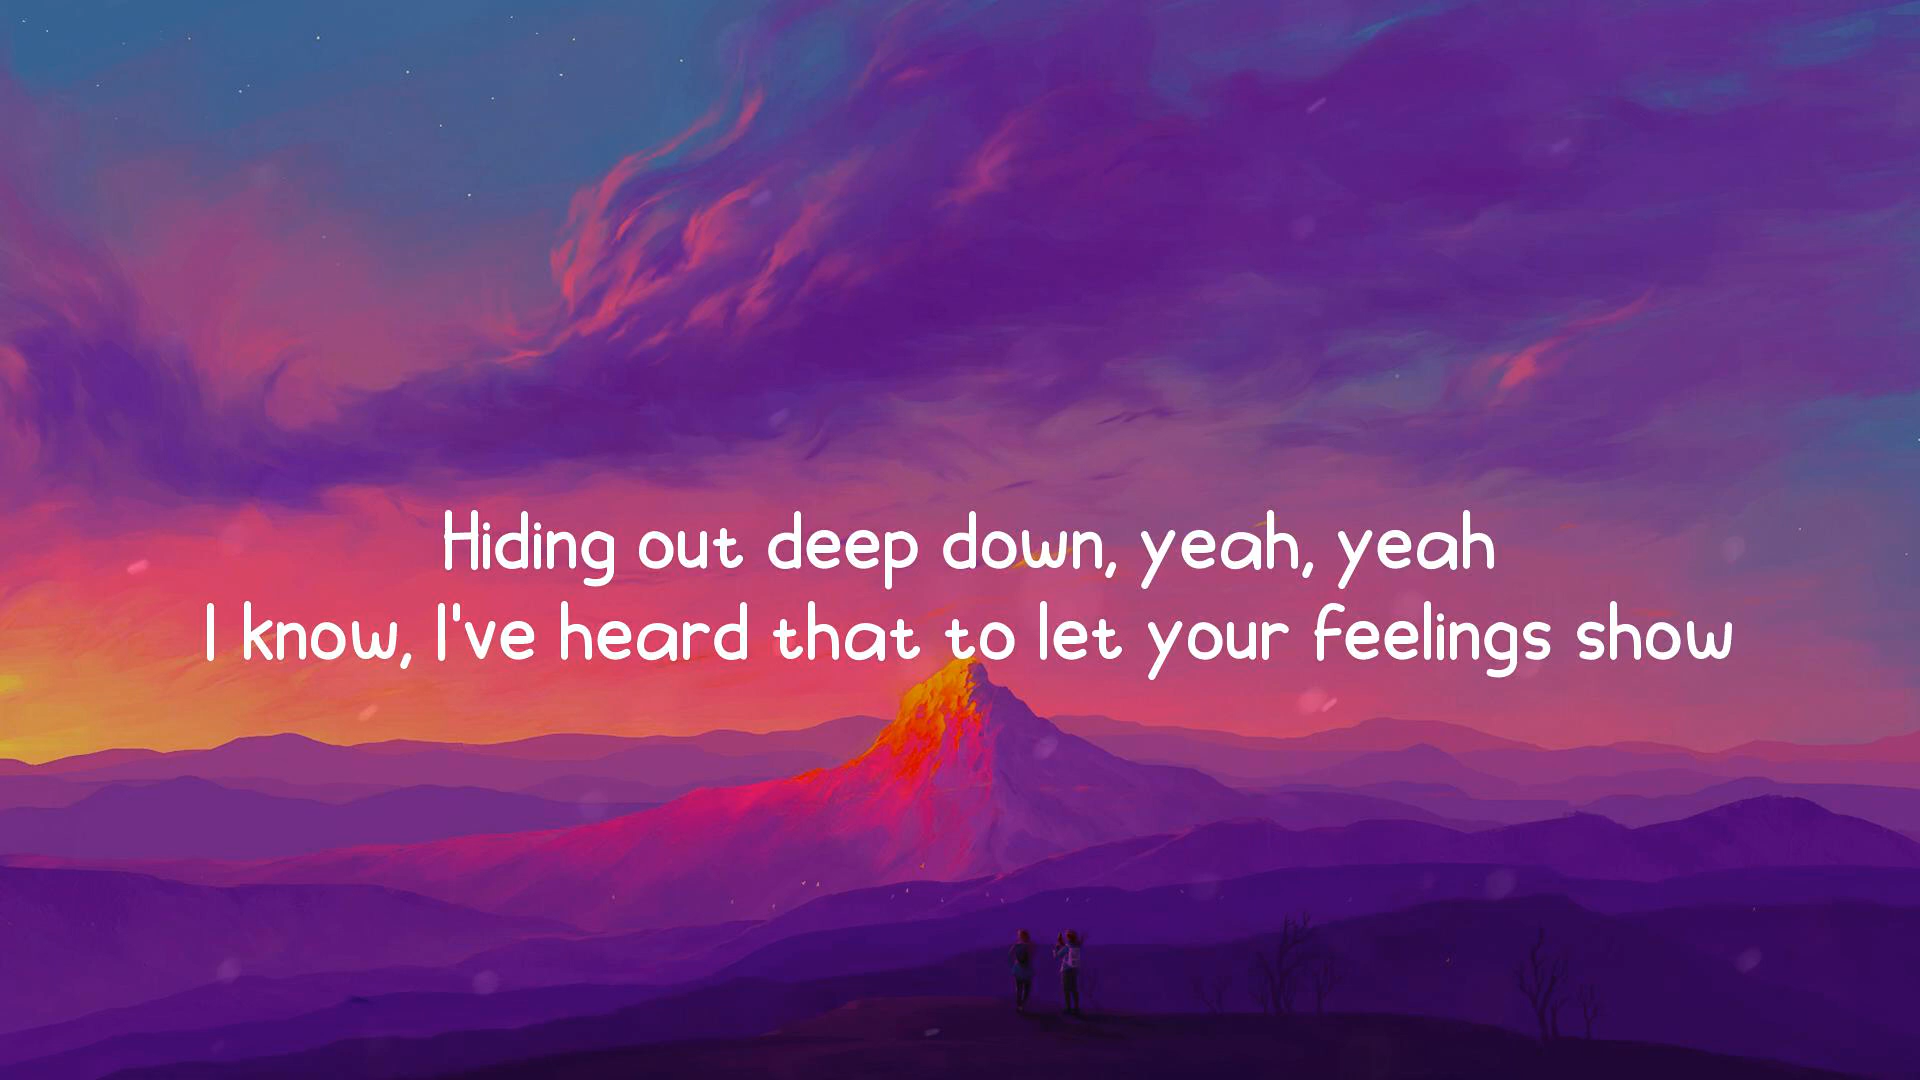 Hiding out deep down, yeah, yeah
I know, I've heard that to let your feelings show